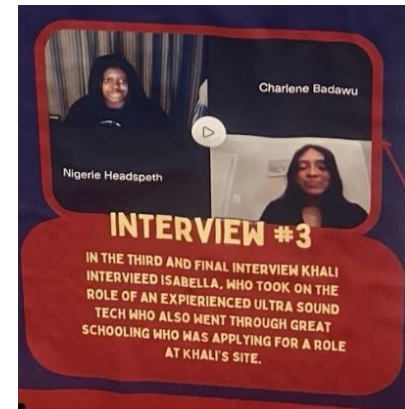 Charlene Badawu
Nigerie Headspeth
INTERVIEW #3
IN THE THIRD AND FINAL INTERVIEW KHALI
INTERVIEED ISABELLA, WHO TOOK ON THE
ROLE OF AN EXPIERIENCED ULTRA SOUND
TECH WHO ALSO WENT THROUGH GREAT
SCHOOLING WHO WAS APPLYING FOR A ROLE
AT KHALI'S SITE.